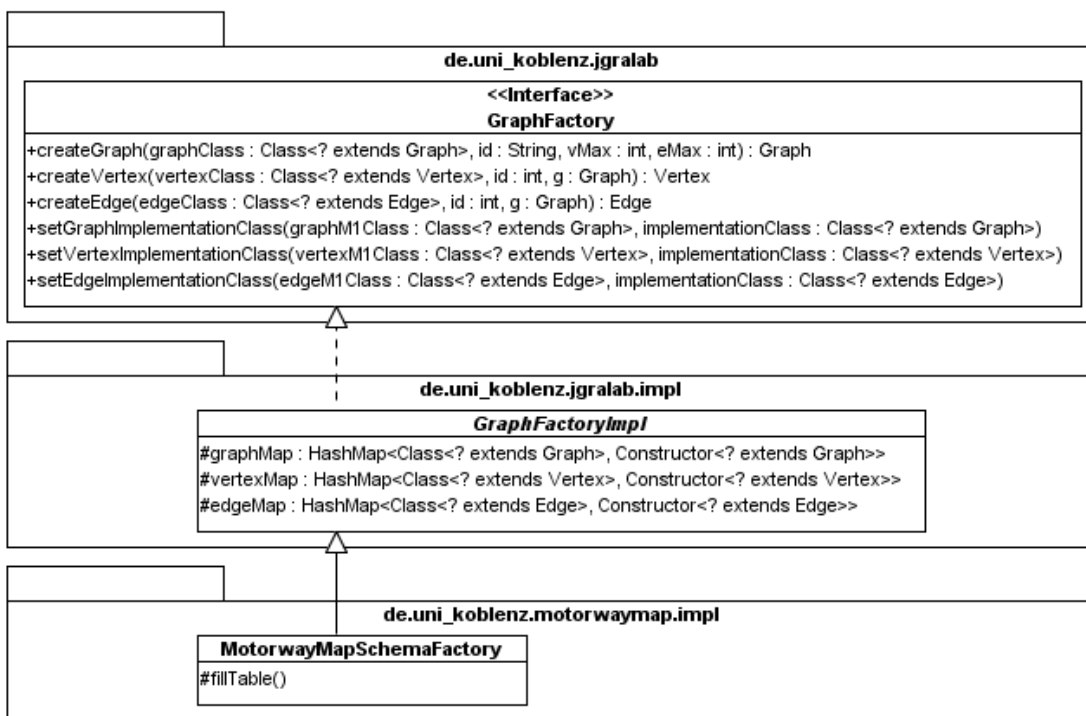 de.uni_koblenz.jgralab
<<Interface>>
GraphFactory
+createGraph(graphClass : Class<? extends Graph>, id : String, vMax : int, eMax : int) : Graph
+createVertex(vertexClass : Class<? extends Vertex>, id : int, g : Graph) : Vertex
+createEdge(edgeClass : Class<? extends Edge>, id : int, g : Graph) : Edge
+setGraphImplementationClass(graphM1Class : Class<? extends Graph>, implementationClass : Class<? extends Graph>)
+setVertexImplementationClass(vertexM1Class : Class<? extends Vertex>, implementationClass : Class<? extends Vertex>)
+setEdgeImplementationClass(edgeM1Class : Class<? extends Edge>, implementationClass : Class<? extends Edge>)
de.uni_koblenz.jgralab.impl
GraphFactoryImpl
#graphMap : HashMap<Class<? extends Graph>, Constructor<? extends Graph>>
#vertexMap : HashMap<Class<? extends Vertex>, Constructor<? extends Vertex>>
#edgeMap : HashMap<Class<? extends Edge>, Constructor<? extends Edge>>
de.uni_koblenz.motorwaymap.impl
MotorwayMapSchemaFactory
#fillTable()